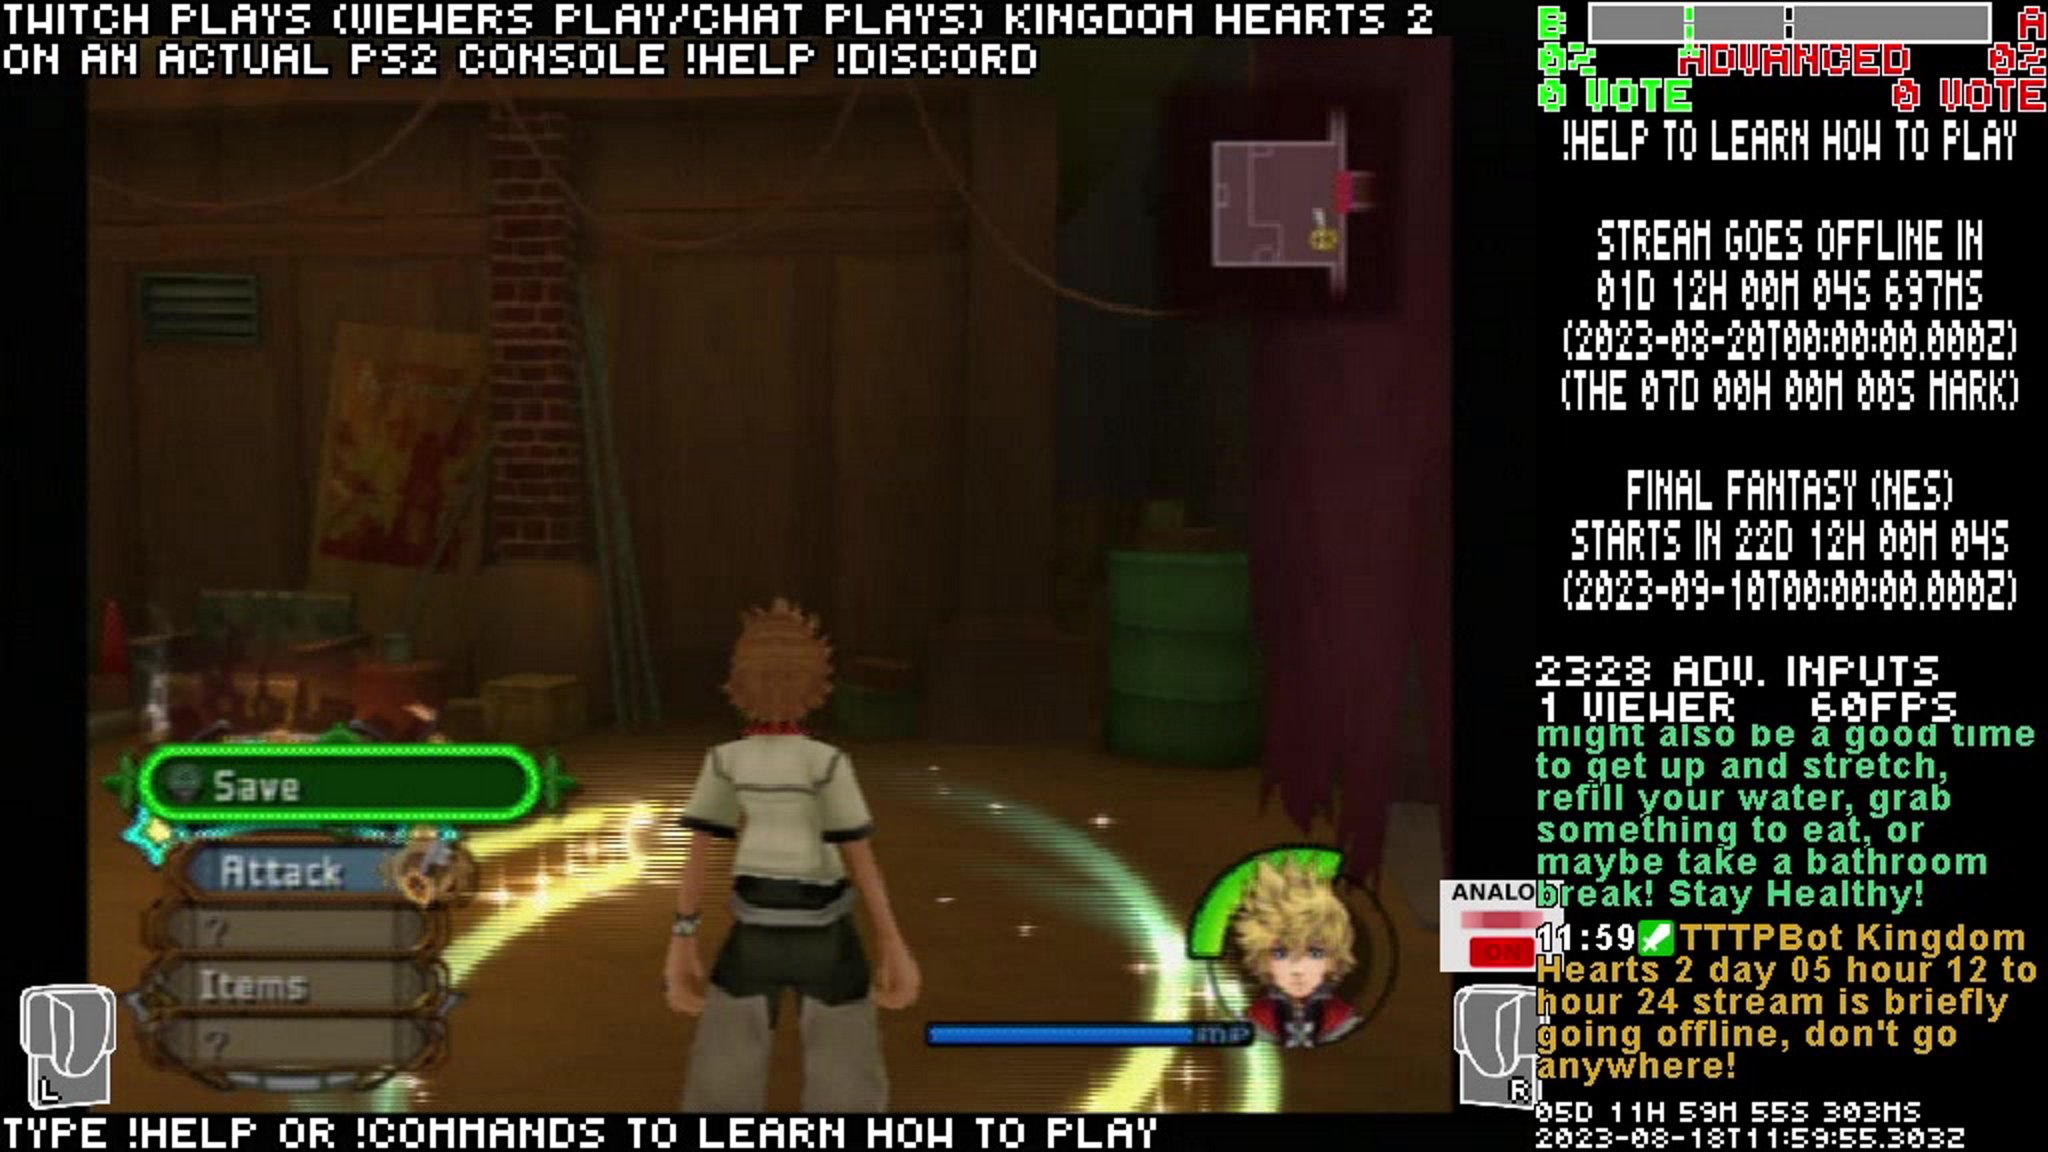 TWITCH PLAYS (VIEWERS PLAY/CHAT PLAYS) KINGDOM HEARTS 2
ON AN ACTUAL PS2 CONSOLE !HELP !DISCORD
Save
Attack
?
Items
?
MP
L
TYPE !HELP OR !COMMANDS TO LEARN HOW TO PLAY
B A
0% ADVANCED 0%
0 VOTE 0 VOTE
!HELP TO LEARN HOW TO PLAY
STREAM GOES OFFLINE IN
01D 12H 00M 04S 697MS
(2023-08-20T00:00:00.000Z)
(THE 07D 00H 00M 00S MARK)
FINAL FANTASY (NES)
STARTS IN 22D 12H 00M 04S
(2023-09-10T00:00:00.000Z)
2328 ADV. INPUTS
1 VIEWER 60FPS
might also be a good time
to get up and stretch,
refill your water, grab
something to eat, or
maybe take a bathroom
break! Stay Healthy!
ANALO
ON
R
11:59 TTTPBot Kingdom
Hearts 2 day 05 hour 12 to
hour 24 stream is briefly
going offline, don't go
anywhere!
05D 11H 59M 55S 303MS
2023-08-18T11:59:55.303Z